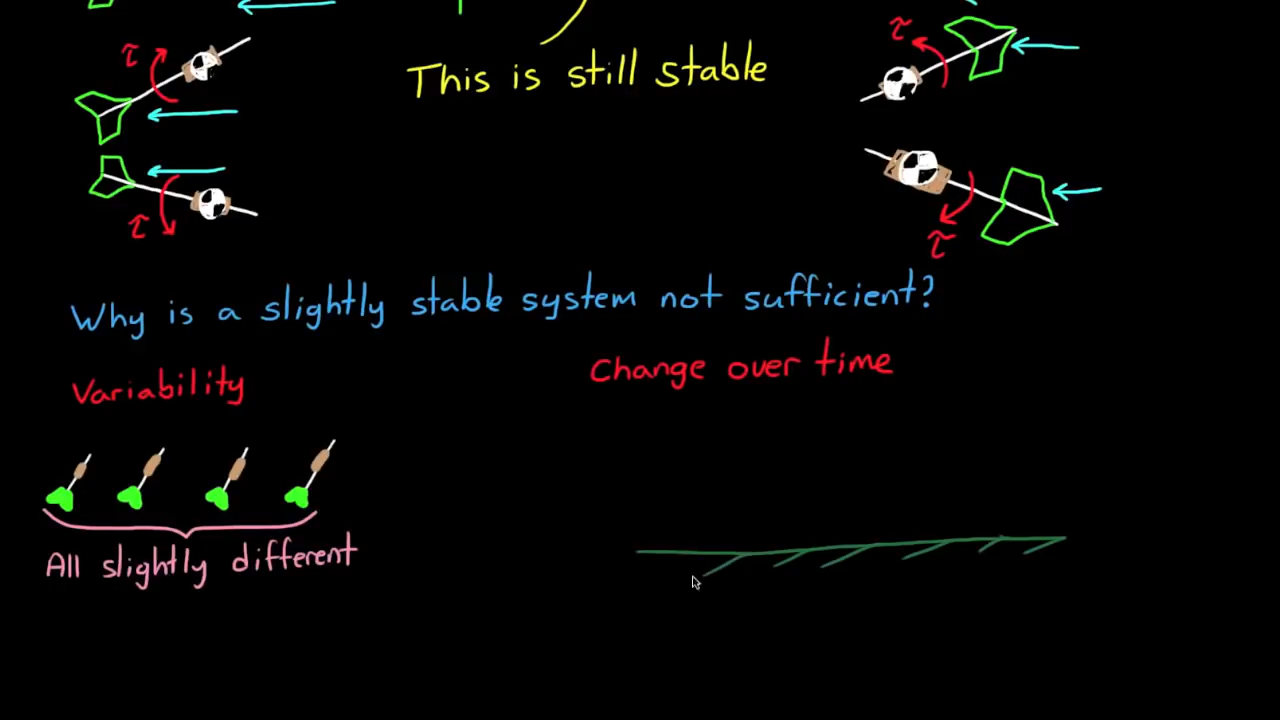 τ
τ
This is still stable
τ
τ
Why is a slightly stable system not sufficient?
Variability
Change over time
All slightly different